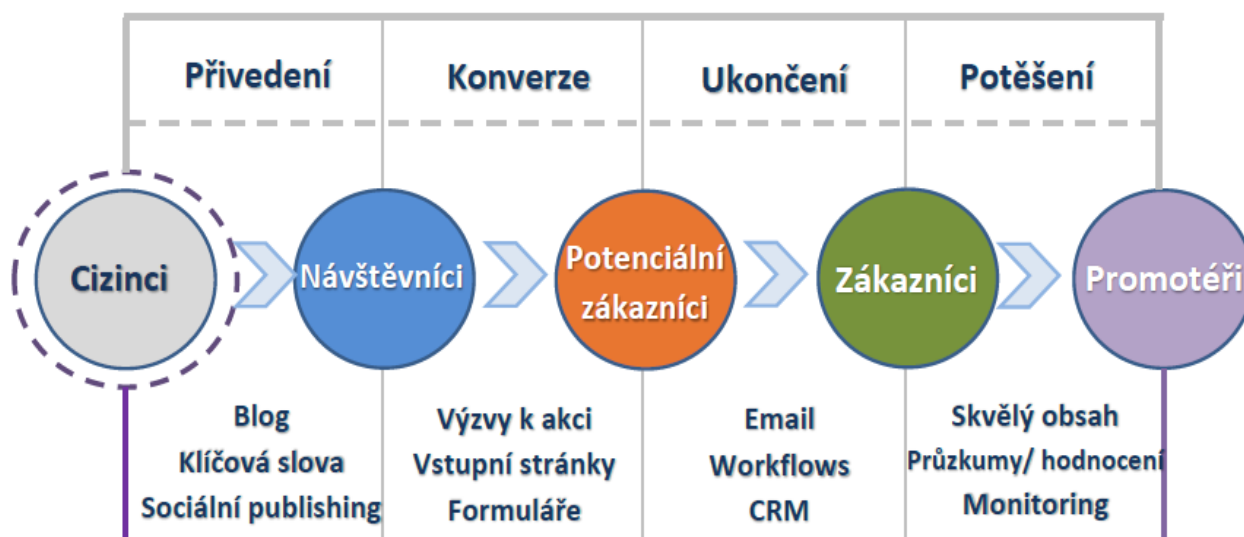 Přivedení
Konverze
Ukončení
Potěšení
Cizinci
Návštěvníci
Potenciální
zákazníci
Zákazníci
Promotéři
Blog
Klíčová slova
Sociální publishing
Výzvy k akci
Vstupní stránky
Formuláře
Email
Workflows
CRM
Skvělý obsah
Průzkumy/ hodnocení
Monitoring